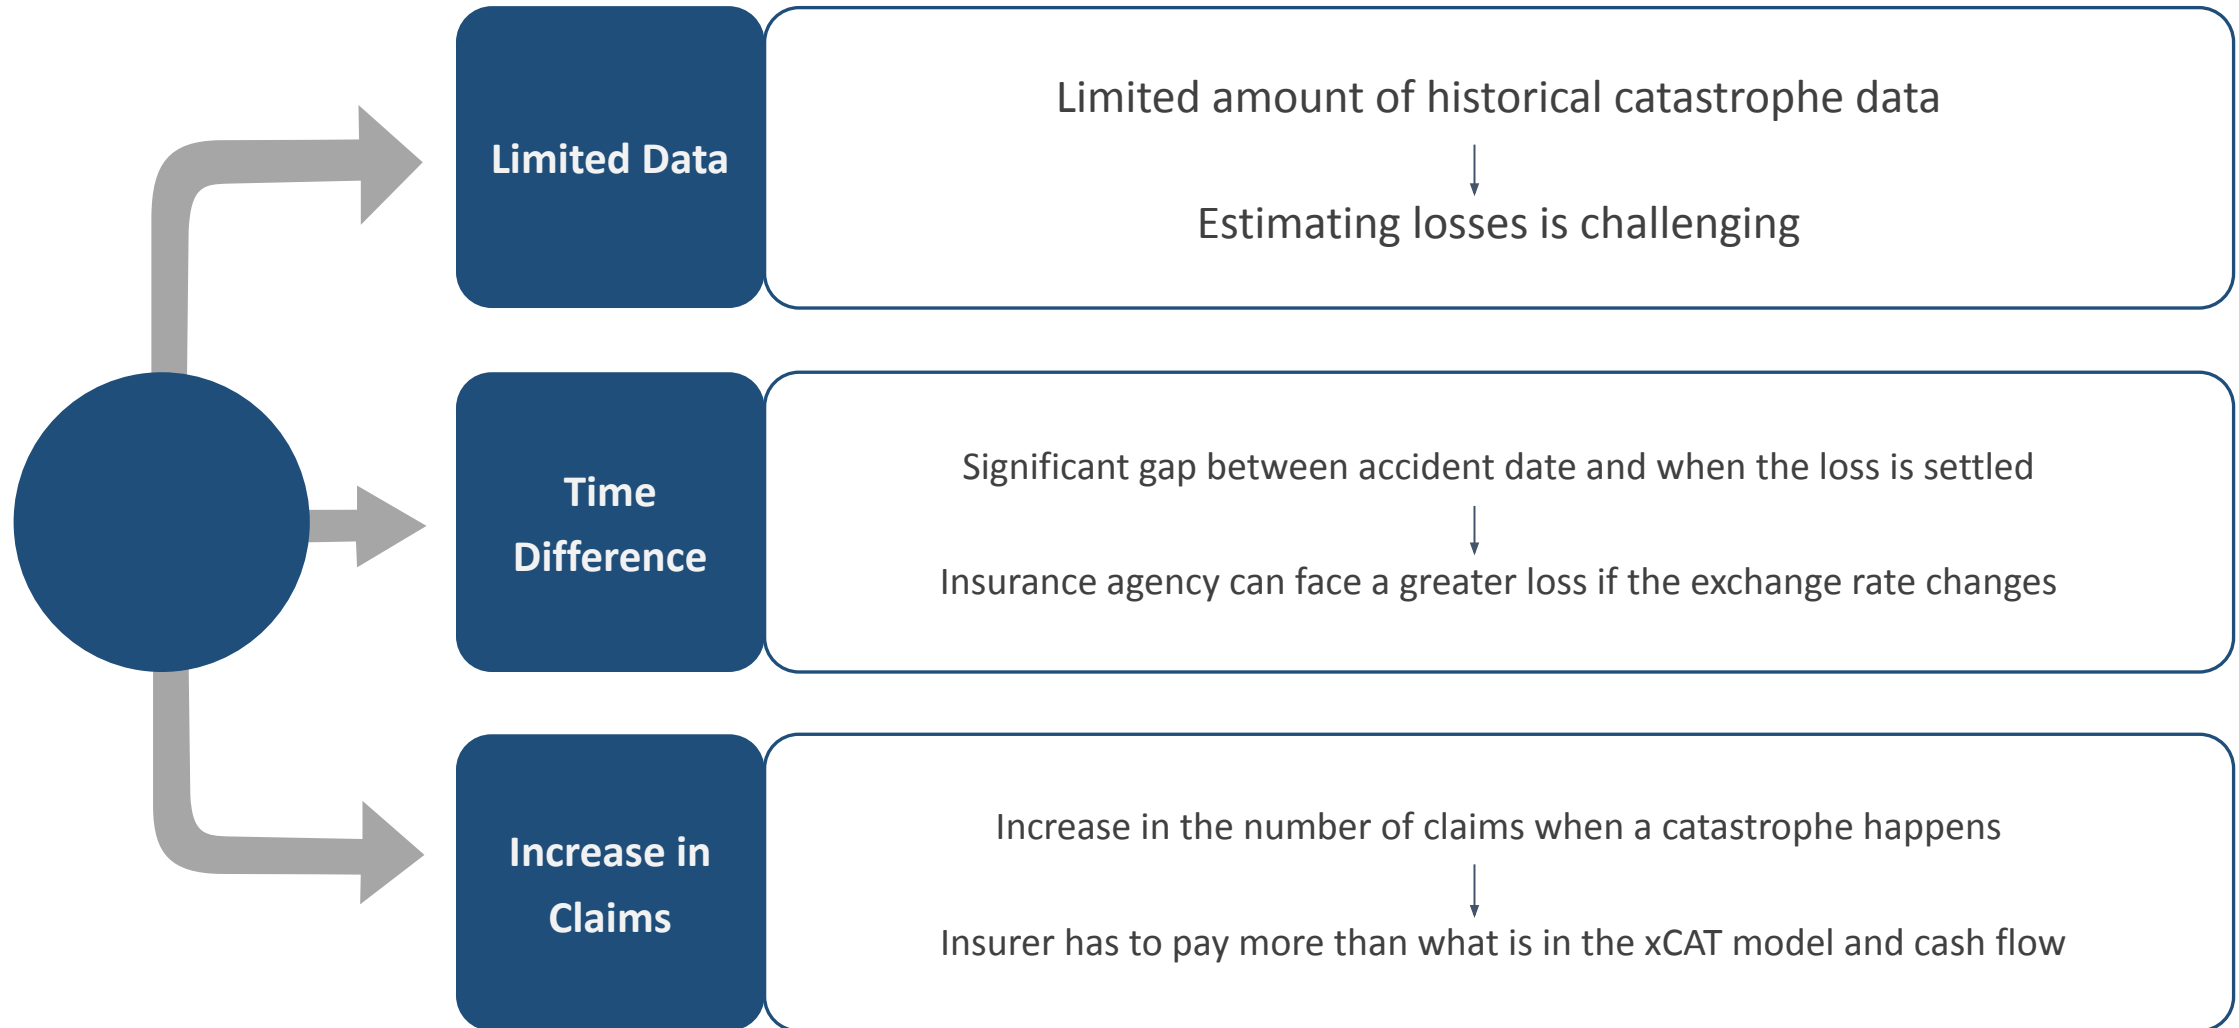 Limited Data
Limited amount of historical catastrophe data
Estimating losses is challenging
Time
Difference
Significant gap between accident date and when the loss is settled
Insurance agency can face a greater loss if the exchange rate changes
Increase in
Claims
Increase in the number of claims when a catastrophe happens
Insurer has to pay more than what is in the xCAT model and cash flow